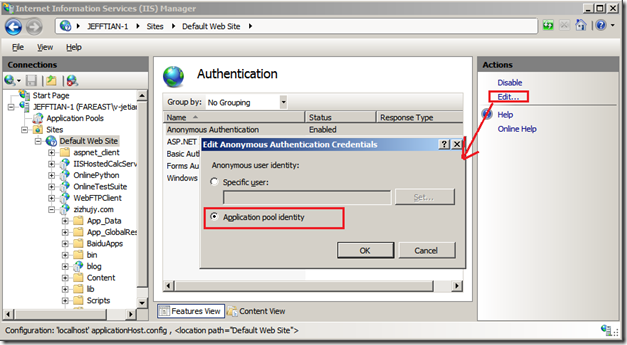 Internet Information Services (IIS) Manager
JEFFTIAN-1 Sites Default Web Site
File View Help
Connections
Start Page
JEFFTIAN-1 (FAREAST\v-jetian
Application Pools
Sites
Default Web Site
aspnet_client
IISHostedCalcServ
OnlinePython
OnlineTestSuite
WebFTPClient
zizhujy.com
App_Data
App_GlobalRes
BaiduApps
bin
blog
Content
lib
Scripts
Authentication
Group by: No Grouping
Name Status Response Type
Anonymous Authentication Enabled
ASP.NET
Basic Aut
Forms Au
Windows
Edit Anonymous Authentication Credentials
Anonymous user identity:
Specific user:
Set...
Application pool identity
OK Cancel
Features View Content View
Actions
Disable
Edit...
Help
Online Help
Configuration: 'localhost' applicationHost.config , <location path="Default Web Site">